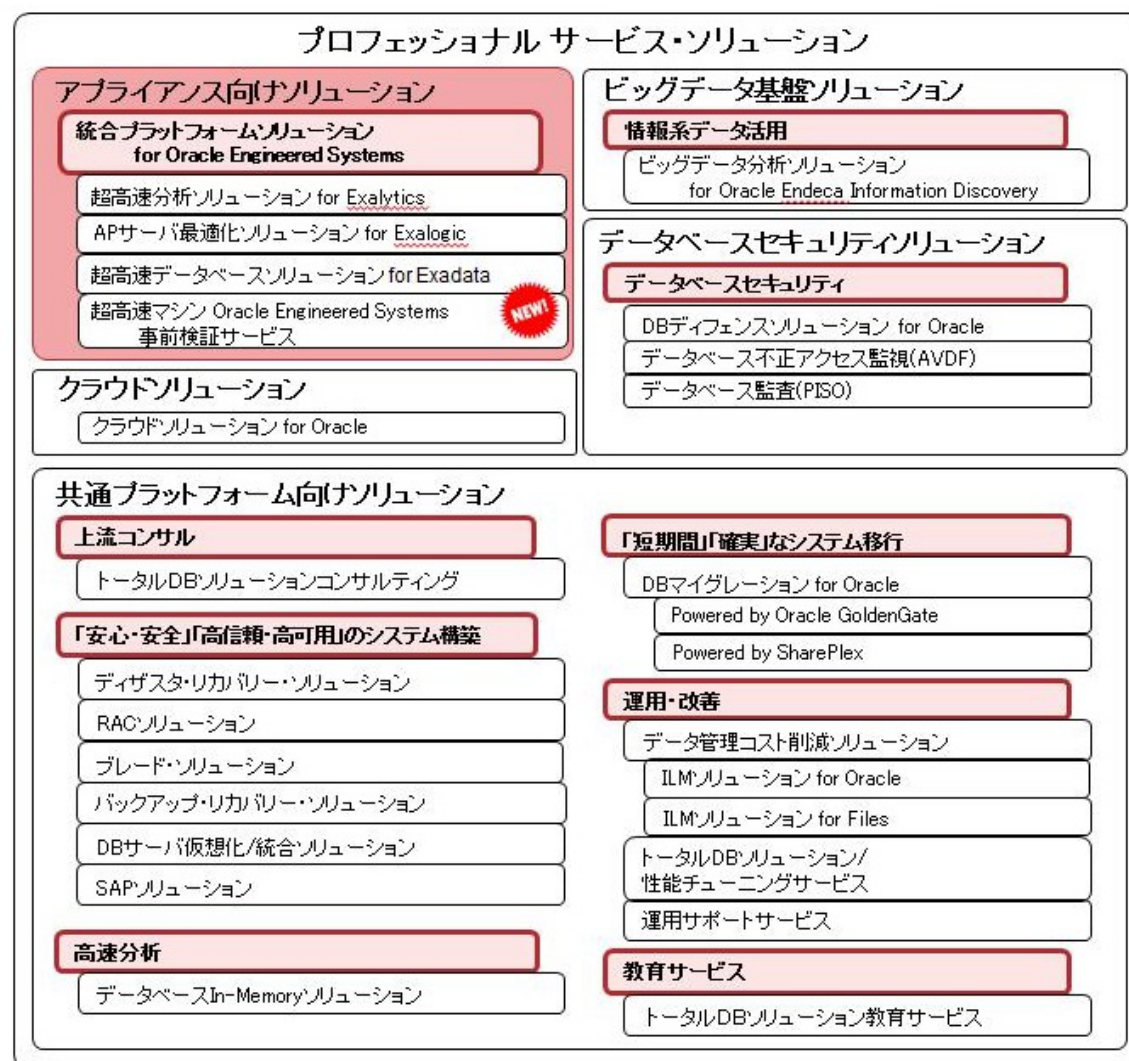 プロフェッショナル サービス・ソリューション
アプライアンス向けソリューション
統合プラットフォームソリューション
for Oracle Engineered Systems
超高速分析ソリューション for Exalytics
APサーバ最適化ソリューション for Exalogic
超高速データベースソリューション for Exadata
超高速マシン Oracle Engineered Systems
事前検証サービス
NEW!
クラウドソリューション
クラウドソリューション for Oracle
ビッグデータ基盤ソリューション
情報系データ活用
ビッグデータ分析ソリューション
for Oracle Endeca Information Discovery
データベースセキュリティソリューション
データベースセキュリティ
DBディフェンスソリューション for Oracle
データベース不正アクセス監視(AVDF)
データベース監査(PISO)
共通プラットフォーム向けソリューション
上流コンサル
トータルDBソリューションコンサルティング
「安心・安全」「高信頼・高可用」のシステム構築
ディザスタ・リカバリー・ソリューション
RACソリューション
ブレード・ソリューション
バックアップ・リカバリー・ソリューション
DBサーバ仮想化/統合ソリューション
SAPソリューション
高速分析
データベースIn-Memoryソリューション
「短期間」「確実」なシステム移行
DBマイグレーション for Oracle
Powered by Oracle GoldenGate
Powered by SharePlex
運用・改善
データ管理コスト削減ソリューション
ILMソリューション for Oracle
ILMソリューション for Files
トータルDBソリューション/
性能チューニングサービス
運用サポートサービス
教育サービス
トータルDBソリューション教育サービス